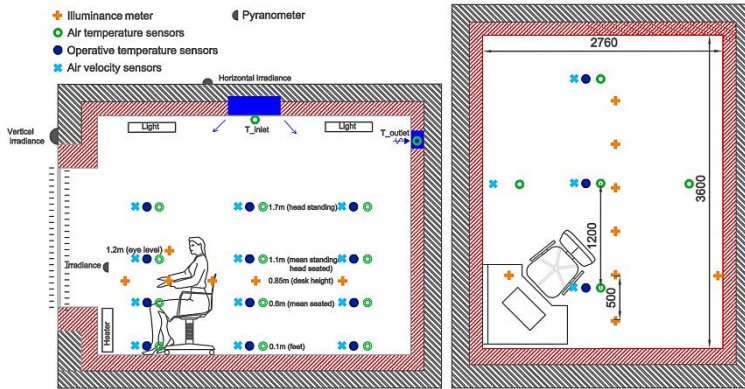 Illuminance meter
Pyranometer
Air temperature sensors
Operative temperature sensors
Air velocity sensors
Horizontal irradiance
Vertical
irradiance
Light
T_inlet
Light
T_outlet
1.7m (head standing)
1.2m (eye level)
1.1m (mean standing/
head seated)
Irradiance
0.85m (desk height)
0.6m (mean seated)
Heater
0.1m (feet)
2760
3600
1200
500